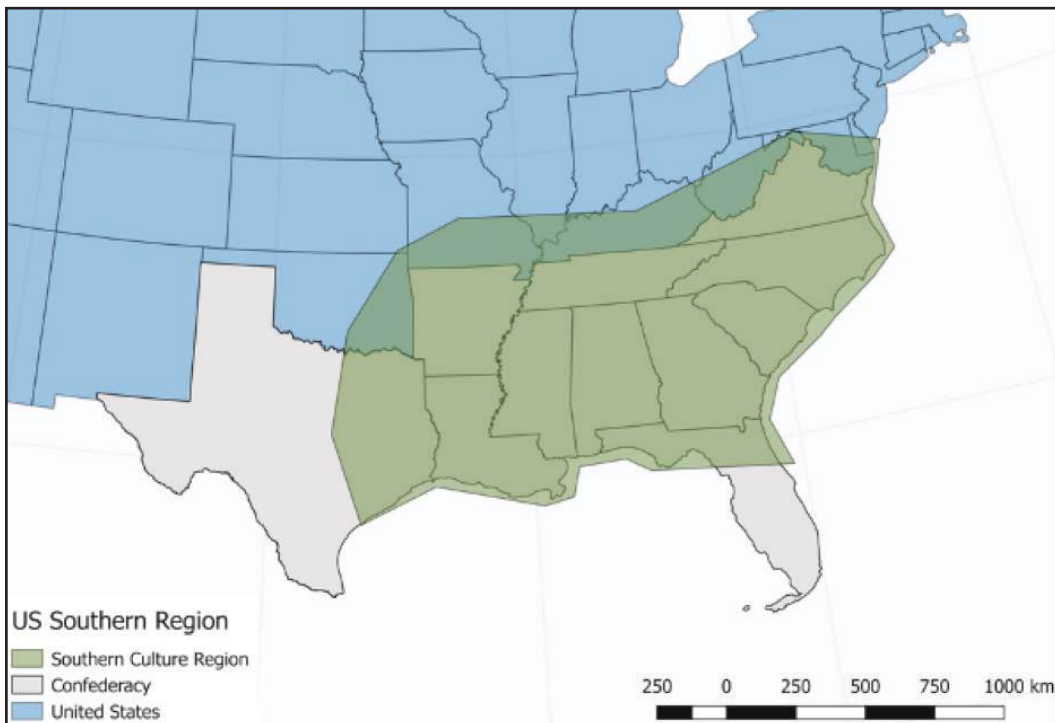 US Southern Region
Southern Culture Region
Confederacy
United States
250 0 250 500 750 1000 km